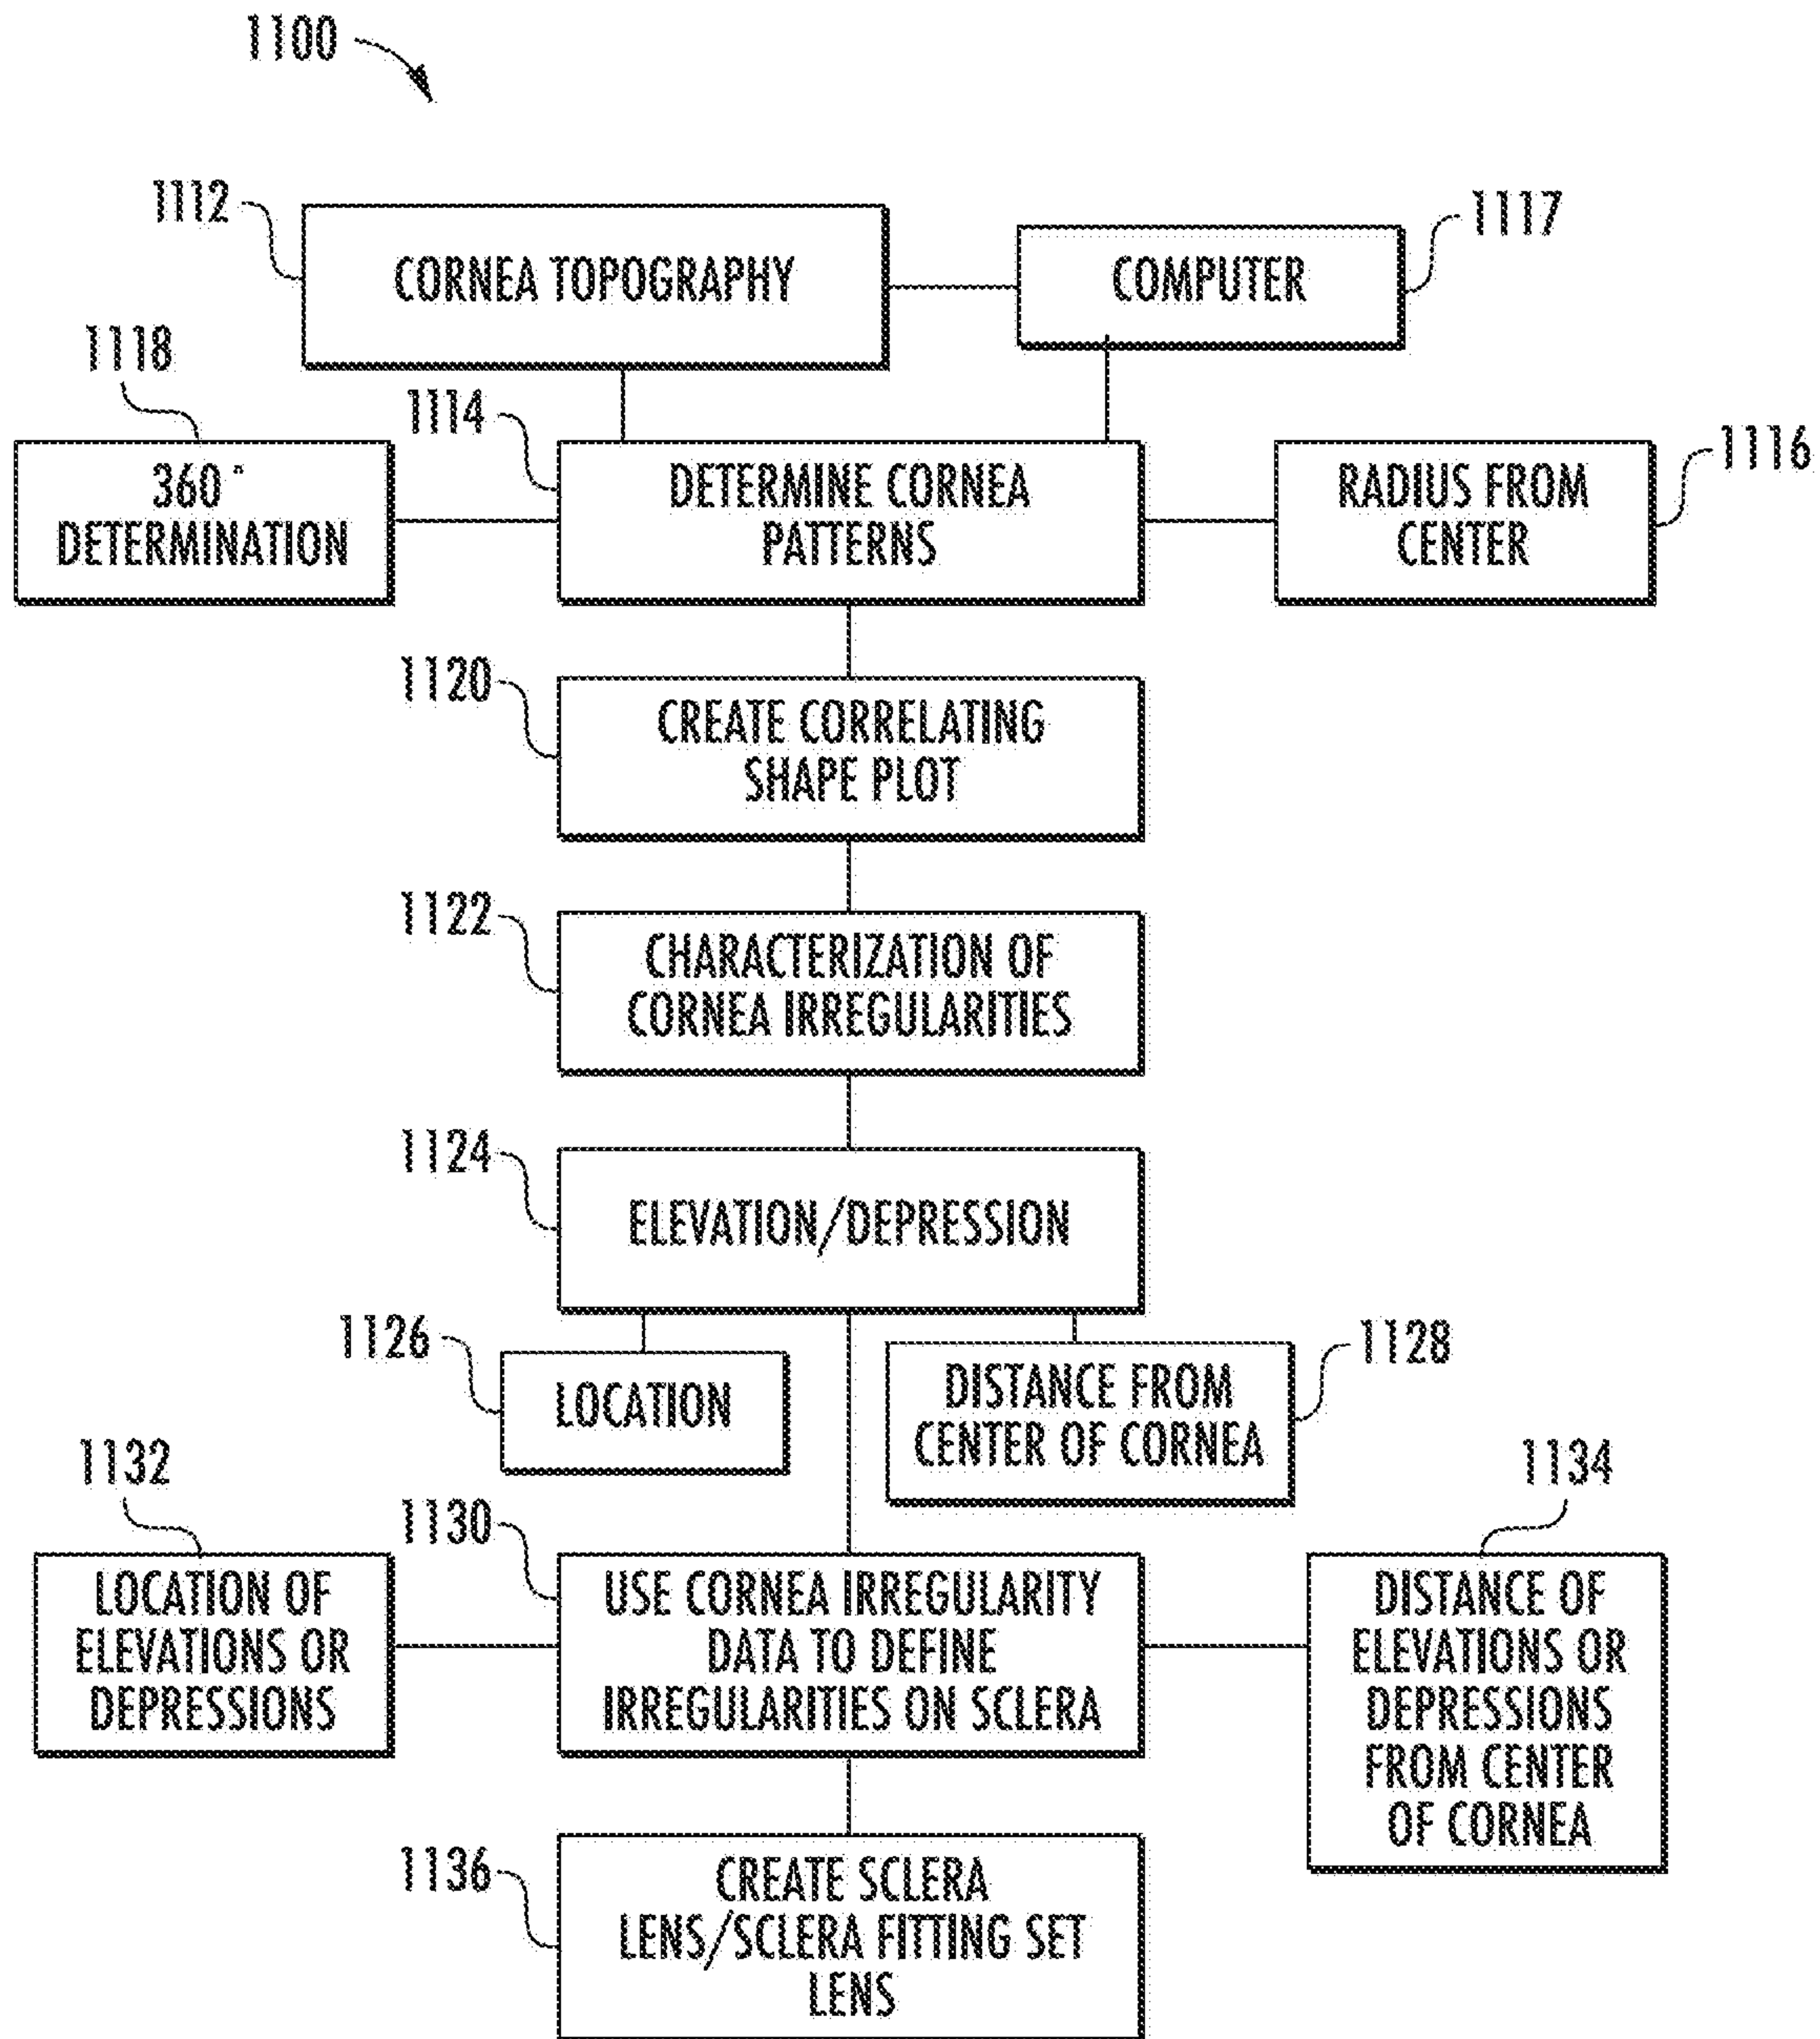 1100
1112
CORNEA TOPOGRAPHY
COMPUTER
1117
1118
360°
DETERMINATION
1114
DETERMINE CORNEA
PATTERNS
RADIUS FROM
CENTER
1116
1120
CREATE CORRELATING
SHAPE PLOT
1122
CHARACTERIZATION OF
CORNEA IRREGULARITIES
1124
ELEVATION/DEPRESSION
1126
LOCATION
DISTANCE FROM
CENTER OF CORNEA
1128
1132
LOCATION OF
ELEVATIONS OR
DEPRESSIONS
1130
USE CORNEA IRREGULARITY
DATA TO DEFINE
IRREGULARITIES ON SCLERA
1134
DISTANCE OF
ELEVATIONS OR
DEPRESSIONS
FROM CENTER
OF CORNEA
1136
CREATE SCLERA
LENS/SCLERA FITTING SET
LENS